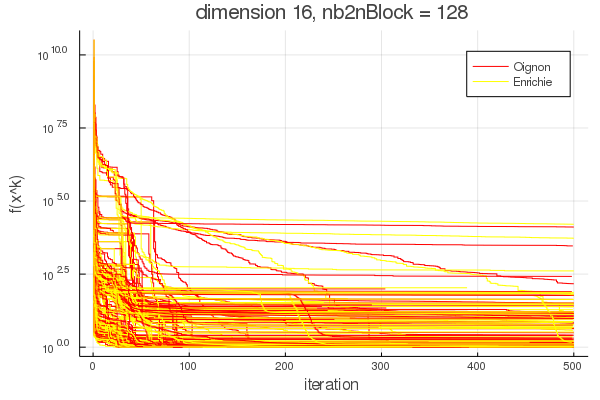 dimension 16, nb2nBlock = 128
Oignon
Enrichie
f(x^k)
10^10.0
10^7.5
10^5.0
10^2.5
10^0.0
0
100
200
300
400
500
iteration